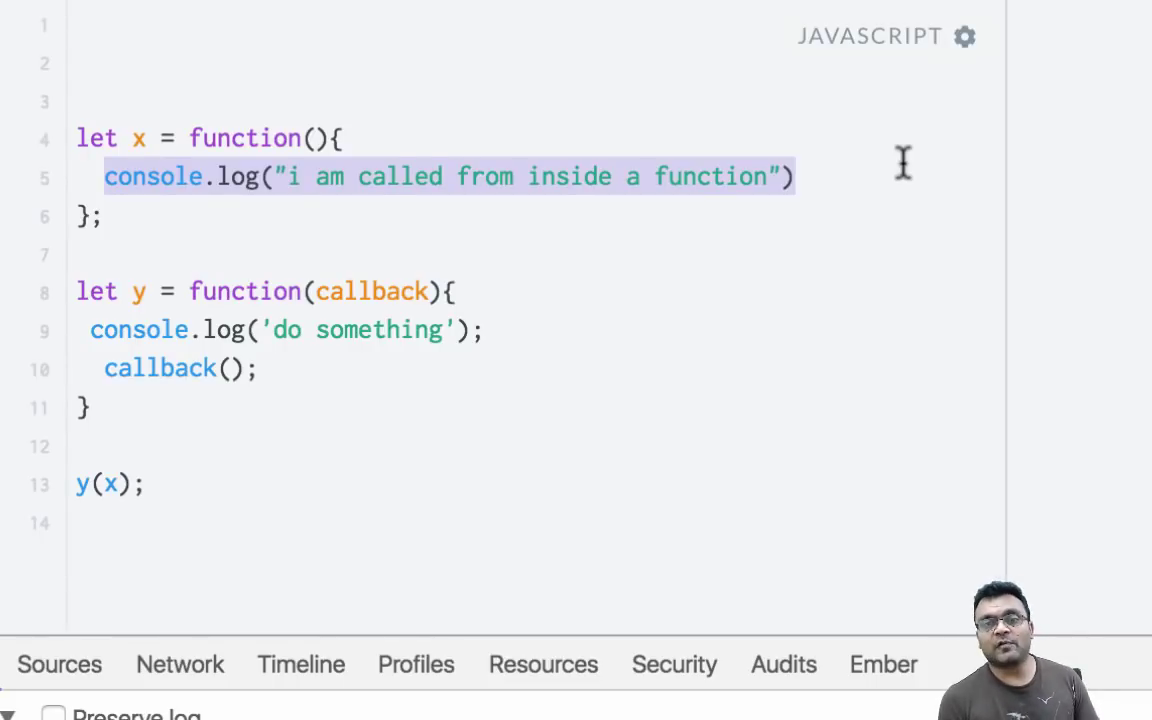 1
2
JAVASCRIPT
3
4 let x = function(){
5 console.log("i am called from inside a function")
6 };
7
8 let y = function(callback){
9 console.log('do something');
10 callback();
11 }
12
13 y(x);
14
Sources Network Timeline Profiles Resources Security Audits Ember
Preserve log